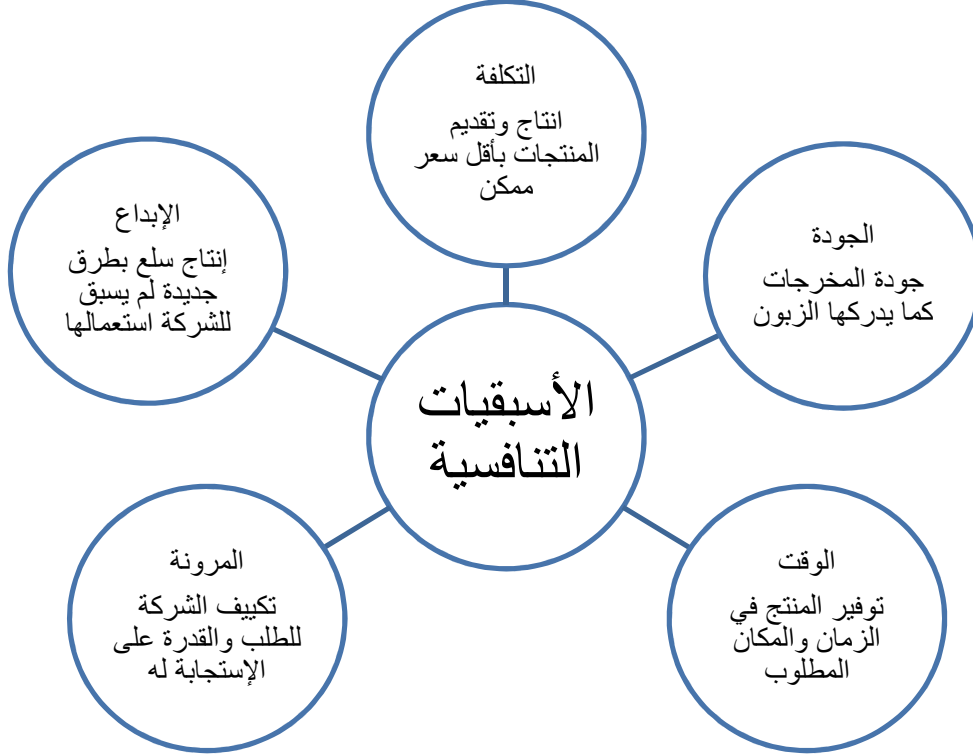 التكلفة
انتاج وتقديم
المنتجات بأقل سعر
ممكن
الجودة
جودة المخرجات
كما يدركها الزبون
الوقت
توفير المنتج في
الزمان والمكان
المطلوب
المرونة
تكييف الشركة
للطلب والقدرة على
الإستجابة له
الإبداع
إنتاج سلع بطرق
جديدة لم يسبق
للشركة استعمالها
الأسبقيات
التنافسية